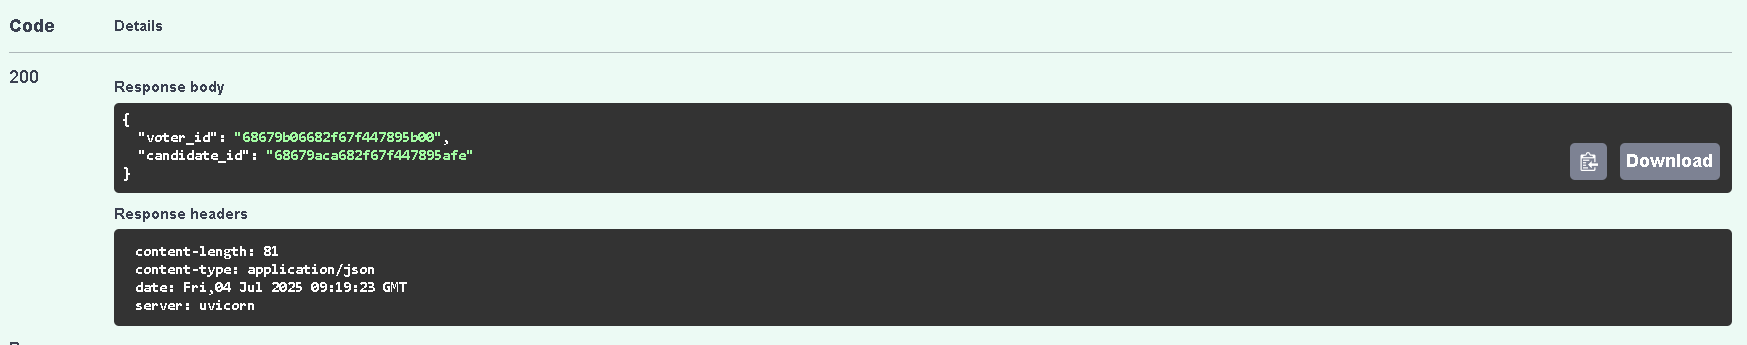 Code Details
200
Response body
{
"voter_id": "68679b06682f67f447895b00",
"candidate_id": "68679aca682f67f447895afe"
}
Download
Response headers
content-length: 81
content-type: application/json
date: Fri,04 Jul 2025 09:19:23 GMT
server: uvicorn